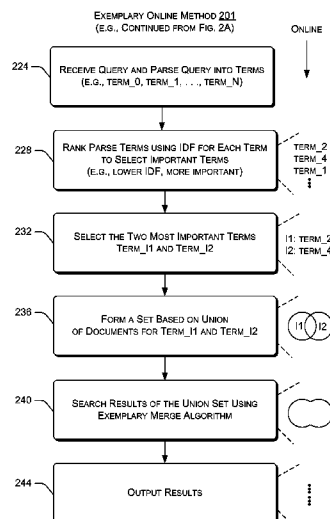 EXEMPLARY ONLINE METHOD 201
(E.G., CONTINUED FROM FIG. 2A)
ONLINE
224
RECEIVE QUERY AND PARSE QUERY INTO TERMS
(E.G., TERM_0, TERM_1, . . ., TERM_N)
228
RANK PARSE TERMS USING IDF FOR EACH TERM
TO SELECT IMPORTANT TERMS
(E.G., LOWER IDF, MORE IMPORTANT)
TERM_2
TERM_4
TERM_1
232
SELECT THE TWO MOST IMPORTANT TERMS
TERM_I1 AND TERM_I2
I1: TERM_2
I2: TERM_4
236
FORM A SET BASED ON UNION
OF DOCUMENTS FOR TERM_I1 AND TERM_I2
I1 I2
240
SEARCH RESULTS OF THE UNION SET USING
EXEMPLARY MERGE ALGORITHM
244
OUTPUT RESULTS